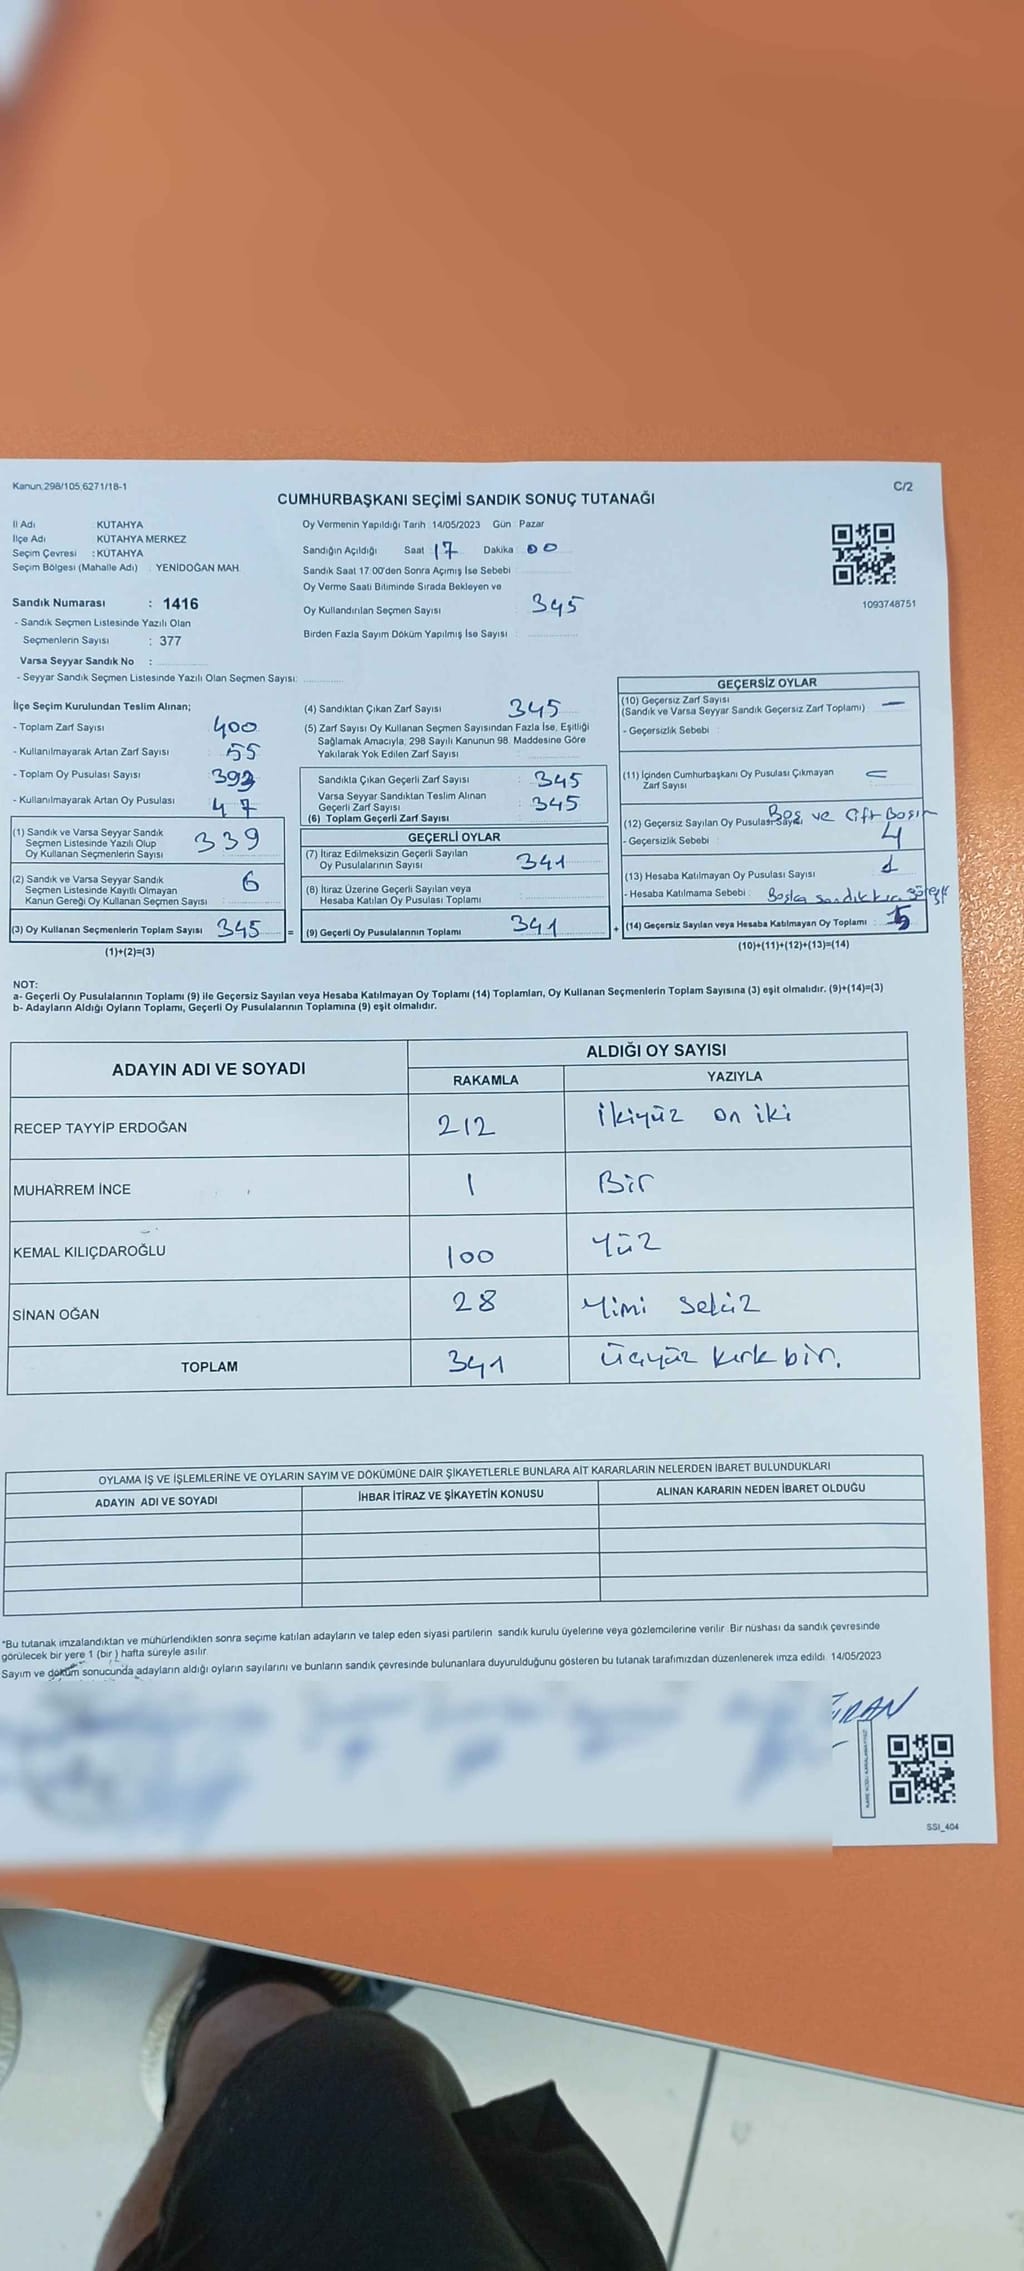 Kanun.298/105,6271/18-1
C/2
CUMHURBAŞKANI SEÇİMİ SANDIK SONUÇ TUTANAĞI
İl Adı : KÜTAHYA
İlçe Adı : KÜTAHYA MERKEZ
Seçim Çevresi : KÜTAHYA
Seçim Bölgesi (Mahalle Adı) : YENİDOĞAN MAH.
Sandık Numarası : 1416
- Sandık Seçmen Listesinde Yazılı Olan
Seçmenlerin Sayısı : 377
Varsa Seyyar Sandık No :
- Seyyar Sandık Seçmen Listesinde Yazılı Olan Seçmen Sayısı:
Oy Vermenin Yapıldığı Tarih :14/05/2023 Gün : Pazar
Sandığın Açıldığı Saat 17 Dakika 00
Sandık Saat 17.00'den Sonra Açımış İse Sebebi
Oy Verme Saati Bitiminde Sırada Bekleyen ve
Oy Kullandırılan Seçmen Sayısı : 345
Birden Fazla Sayım Döküm Yapılmış İse Sayısı :
1093748751
İlçe Seçim Kurulundan Teslim Alınan;
- Toplam Zarf Sayısı : 400
- Kullanılmayarak Artan Zarf Sayısı : 55
- Toplam Oy Pusulası Sayısı : 392
- Kullanılmayarak Artan Oy Pusulası : 47
(1) Sandık ve Varsa Seyyar Sandık
Seçmen Listesinde Yazılı Olup
Oy Kullanan Seçmenlerin Sayısı 339
(2) Sandık ve Varsa Seyyar Sandık
Seçmen Listesinde Kayıtlı Olmayan
Kanun Gereği Oy Kullanan Seçmen Sayısı 6
(3) Oy Kullanan Seçmenlerin Toplam Sayısı 345 =
(1)+(2)=(3)
(4) Sandıktan Çıkan Zarf Sayısı 345
(5) Zarf Sayısı Oy Kullanan Seçmen Sayısından Fazla İse, Eşitliği
Sağlamak Amacıyla, 298 Sayılı Kanunun 98. Maddesine Göre
Yakılarak Yok Edilen Zarf Sayısı
Sandıkta Çıkan Geçerli Zarf Sayısı : 345
Varsa Seyyar Sandıktan Teslim Alınan
Geçerli Zarf Sayısı : 345
(6) Toplam Geçerli Zarf Sayısı
GEÇERLİ OYLAR
(7) İtiraz Edilmeksizin Geçerli Sayılan
Oy Pusulalarının Sayısı : 341
(8) İtiraz Üzerine Geçerli Sayılan veya
Hesaba Katılan Oy Pusulası Toplamı
(9) Geçerli Oy Pusulalarının Toplamı 341 +
GEÇERSİZ OYLAR
(10) Geçersiz Zarf Sayısı
(Sandık ve Varsa Seyyar Sandık Geçersiz Zarf Toplamı) —
- Geçersizlik Sebebi :
(11) İçinden Cumhurbaşkanı Oy Pusulası Çıkmayan
Zarf Sayısı —
(12) Geçersiz Sayılan Oy Pusulası Sayısı Boş ve Çift Basım
- Geçersizlik Sebebi : 4
(13) Hesaba Katılmayan Oy Pusulası Sayısı 1
- Hesaba Katılmama Sebebi : Başka
(14) Geçersiz Sayılan veya Hesaba Katılmayan Oy Toplamı : 5
(10)+(11)+(12)+(13)=(14)
NOT:
a- Geçerli Oy Pusulalarının Toplamı (9) ile Geçersiz Sayılan veya Hesaba Katılmayan Oy Toplamı (14) Toplamları, Oy Kullanan Seçmenlerin Toplam Sayısına (3) eşit olmalıdır. (9)+(14)=(3)
b- Adayların Aldığı Oyların Toplamı, Geçerli Oy Pusulalarının Toplamına (9) eşit olmalıdır.
ADAYIN ADI VE SOYADI
ALDIĞI OY SAYISI
RAKAMLA YAZIYLA
RECEP TAYYİP ERDOĞAN 212 İkiyüz on iki
MUHARREM İNCE 1 Bir
KEMAL KILIÇDAROĞLU 100 Yüz
SİNAN OĞAN 28 Yimi sekiz
TOPLAM 341 Üçyüz kırk bir.
OYLAMA İŞ VE İŞLEMLERİNE VE OYLARIN SAYIM VE DÖKÜMÜNE DAİR ŞİKAYETLERLE BUNLARA AİT KARARLARIN NELERDEN İBARET BULUNDUKLARI
ADAYIN ADI VE SOYADI İHBAR İTİRAZ VE ŞİKAYETİN KONUSU ALINAN KARARIN NEDEN İBARET OLDUĞU
*Bu tutanak imzalandıktan ve mühürlendikten sonra seçime katılan adayların ve talep eden siyasi partilerin sandık kurulu üyelerine veya gözlemcilerine verilir. Bir nüshası da sandık çevresinde
görülecek bir yere 1 (bir ) hafta süreyle asılır.
Sayım ve döküm sonucunda adayların aldığı oyların sayılarını ve bunların sandık çevresinde bulunanlara duyurulduğunu gösteren bu tutanak tarafımızdan düzenlenerek imza edildi. 14/05/2023
SSI_404